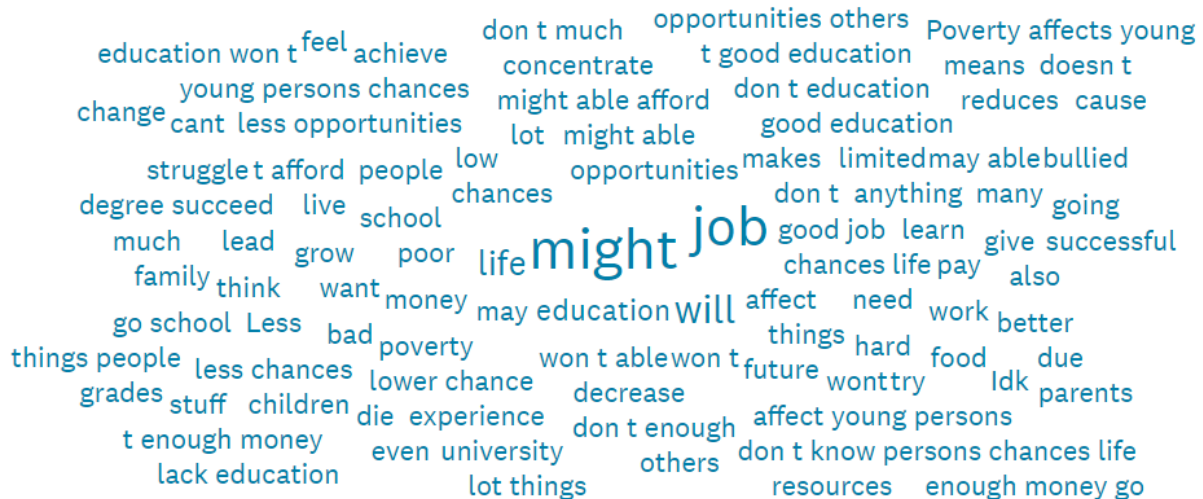 opportunities others
don t much
Poverty affects young
education won t feel achieve
t good education
concentrate
means doesn t
young persons chances
might able afford
don t education
reduces cause
change
cant less opportunities
lot might able
good education
struggle t afford people low
opportunities
makes limited may able bullied
chances
don t anything many
degree succeed live school
job
going
much lead
might
good job learn
give successful
grow poor life
chances life pay
family think want
also
money
may education will affect need
work
go school Less
better
bad
things
things people
poverty
won t able won t
hard
less chances
future
food due
grades
lower chance
wont try
Idk parents
stuff children
decrease
die experience
affect young persons
t enough money
don t enough
even university
others
don t know persons chances life
lack education
lot things
resources enough money go